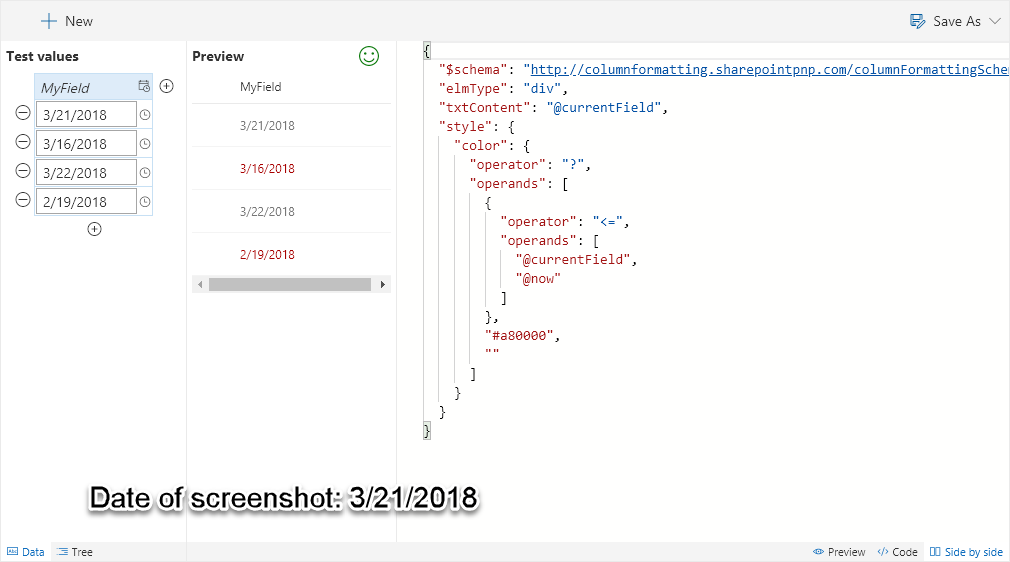 New
Save As
Test values
MyField
3/21/2018
3/16/2018
3/22/2018
2/19/2018
Preview
MyField
3/21/2018
3/16/2018
3/22/2018
2/19/2018
{
"$schema": "http://columnformatting.sharepointpnp.com/columnFormattingSchem
"elmType": "div",
"txtContent": "@currentField",
"style": {
"color": {
"operator": "?",
"operands": [
{
"operator": "<=",
"operands": [
"@currentField",
"@now"
]
},
"#a80000",
""
]
}
}
}
Date of screenshot: 3/21/2018
Data
Tree
Preview
</> Code
Side by side